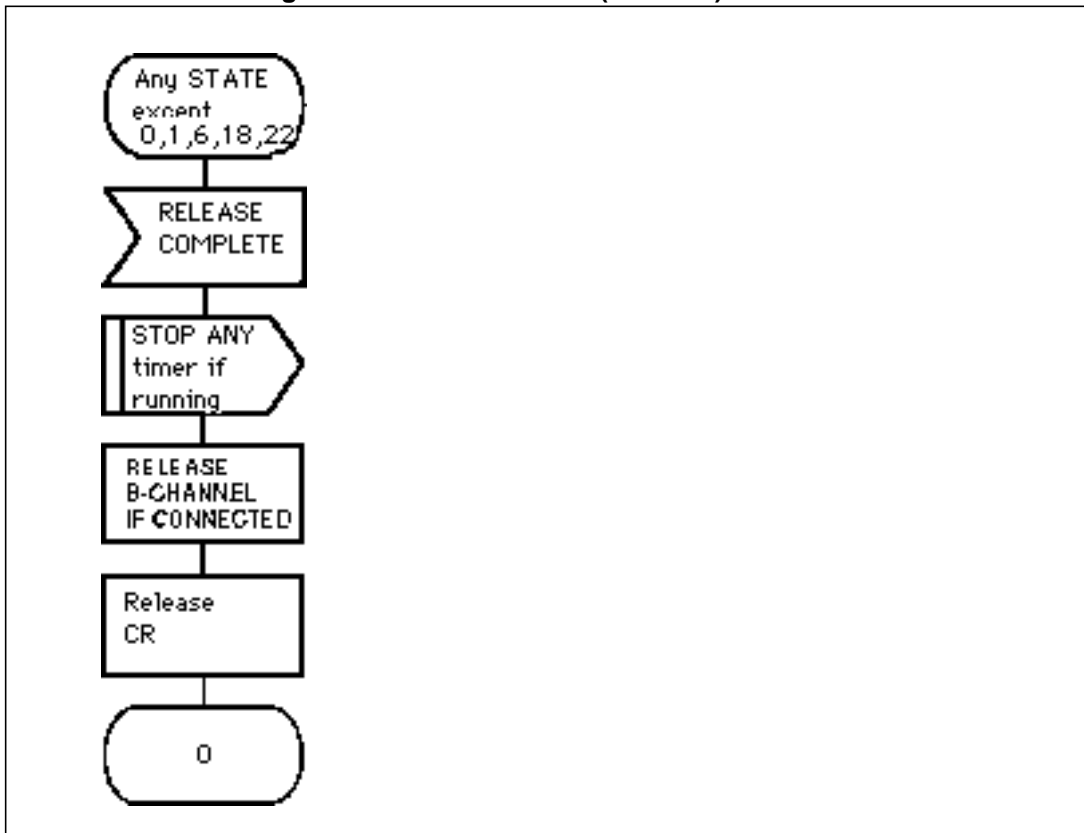 Any STATE
except
0,1,6,18,22
RELEASE
COMPLETE
STOP ANY
timer if
running
RELEASE
B-CHANNEL
IF CONNECTED
Release
CR
0